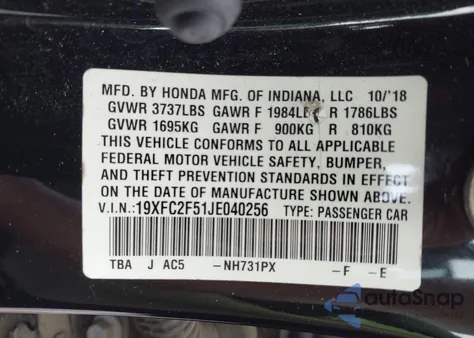 MFD. BY HONDA MFG. OF INDIANA, LLC 10/'18
GVWR 3737LBS GAWR F 1984LBS R 1786LBS
GVWR 1695KG GAWR F 900KG R 810KG
THIS VEHICLE CONFORMS TO ALL APPLICABLE
FEDERAL MOTOR VEHICLE SAFETY, BUMPER,
AND THEFT PREVENTION STANDARDS IN EFFECT
ON THE DATE OF MANUFACTURE SHOWN ABOVE.
V.I.N.:19XFC2F51JE040256 TYPE: PASSENGER CAR
TBA J AC5 -NH731PX -F -E
autoSnap